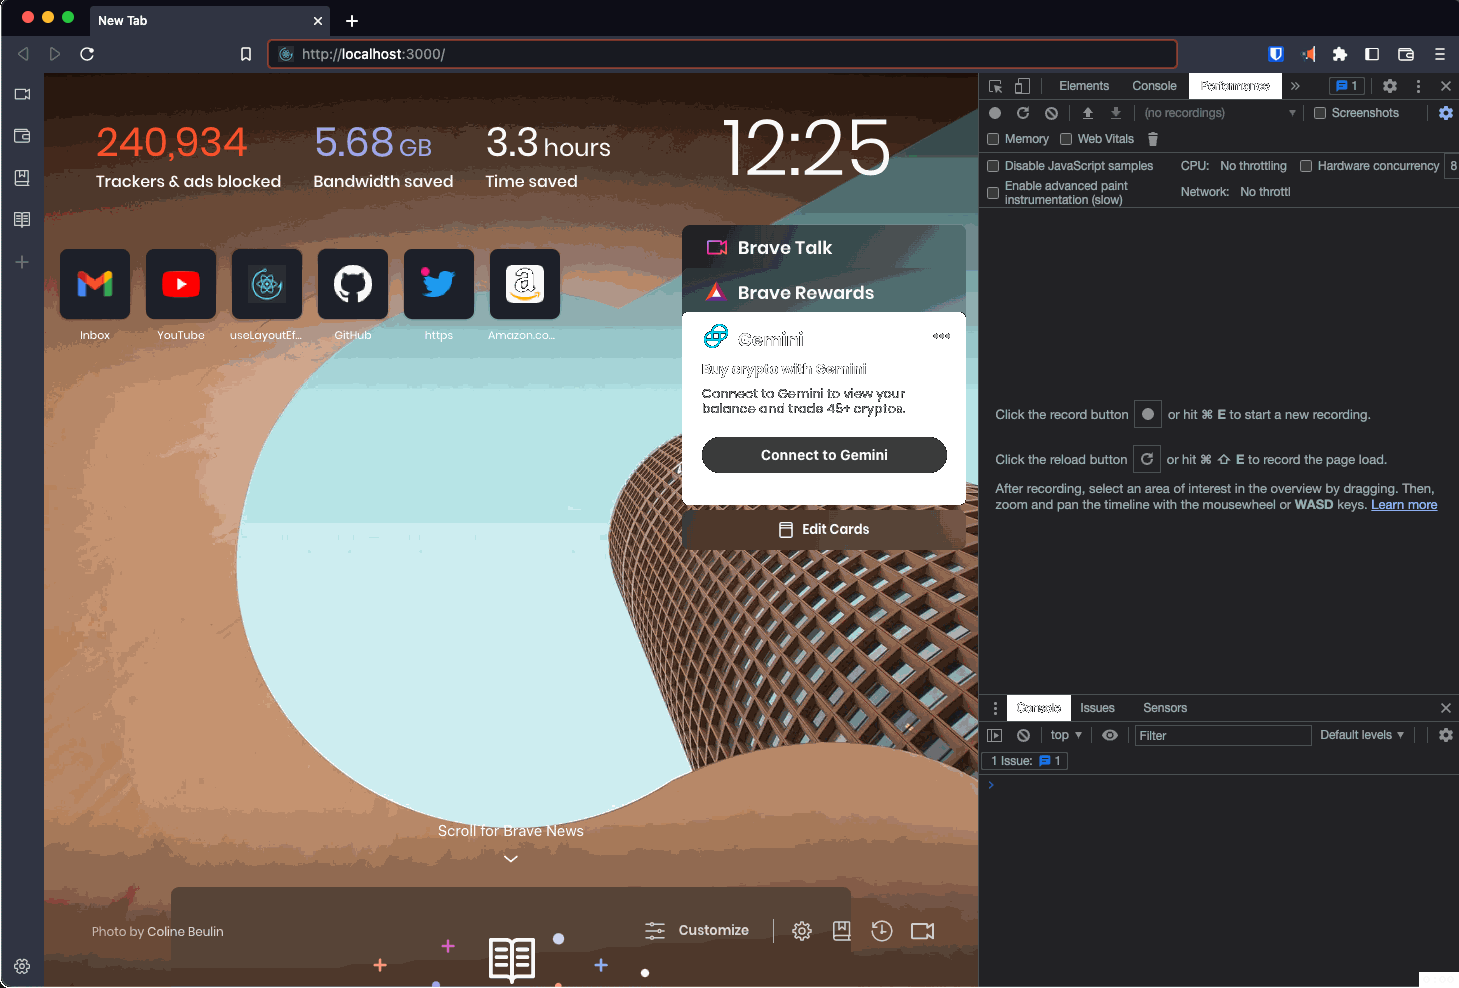 New Tab
http://localhost:3000/
Elements
Console
Performance
1
(no recordings)
Screenshots
Memory
Web Vitals
Disable JavaScript samples
CPU: No throttling
Hardware concurrency
8
Enable advanced paint
instrumentation (slow)
Network: No throttl
240,934
Trackers & ads blocked
5.68 GB
Bandwidth saved
3.3 hours
Time saved
12:25
Brave Talk
Brave Rewards
Gemini
Buy crypto with Gemini
Connect to Gemini to view your
balance and trade 45+ cryptos.
Connect to Gemini
Edit Cards
Inbox
YouTube
useLayoutEf...
GitHub
https
Amazon.co...
Click the record button or hit ⌘ E to start a new recording.
Click the reload button or hit ⌘ ⇧ E to record the page load.
After recording, select an area of interest in the overview by dragging. Then,
zoom and pan the timeline with the mousewheel or WASD keys. Learn more
Console
Issues
Sensors
top
Filter
Default levels
1 Issue: 1
Scroll for Brave News
Photo by Coline Beulin
Customize